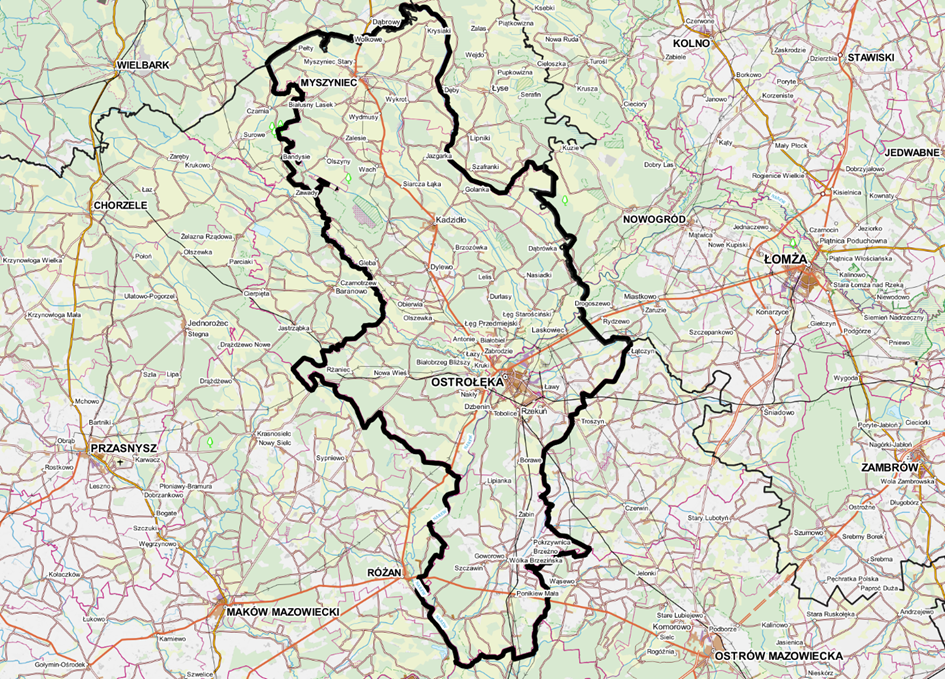 Ksebki
Dąbrowy
Piątkowizna
Krysiaki
Zalas
Czerwone
Wolkowe
Nowa Ruda
KOLNO
Pełty
Wejdo
Zaskrodzie
Myszyniec Stary
Cieloszka
Turośl
Zabiele
Dzierzbia
STAWISKI
WIELBARK
Pupkowizna
Borkowo
Poryte
MYSZYNIEC
Dęby
Łyse
Krusza
Korzeniste
Wykrot
Serafin
Janowo
Białusny Lasek
Cieciory
Czarnia
Wydmusy
Surowe
Zalesie
Lipniki
Kąty
Mały Płock
Kuzie
JEDWABNE
Zaręby
Bandysie
Olszyny
Jazgarka
Krukowo
Wach
Szafranki
Dobry Las
Dobrzyjałowo
Rogienice Wielkie
Łaz
Zawady
Siarcza Łąka
Golanka
Kisielnica
Kownaty
CHORZELE
Kadzidło
NOWOGRÓD
Jednaczewo
Czarnocin
Jeziorko
Żelazna Rządowa
Mątwica
Piątnica Poduchowna
Brzozówka
Dąbrówka
Nowe Kupiski
Olszewka
Połoń
Piątnica Włościańska
Krzynowłoga Wielka
Parciaki
Gleba
Dylewo
ŁOMŻA
Nasiadki
Kalinowo
Lelis
Czarnotrzew
Stara Łomża nad Rzeką
Ulatowo-Pogorzel
Cierpięta
Baranowo
Durlasy
Miastkowo
Niewodowo
Obierwia
Drogoszewo
Konarzyce
Siemień Nadrzeczny
Krzynowłoga Mała
Łęg Starościński
Zaruzie
Jednorożec
Olszewka
Łęg Przedmiejski
Rydzewo
Giełczyn
Stegna
Jastrząbka
Laskowiec
Szczepankowo
Podgórze
Antonie
Białobiel
Pniewo
Drążdżewo Nowe
Łazy
Zabrodzie
Łątczyn
Białobrzeg Bliższy
Kruki
Szla
Lipa
Rżaniec
Nowa Wieś
Drążdżewo
OSTROŁĘKA
Ławy
Wygoda
Nakły
Mchowo
Dzbenin
Tobolice
Rzekuń
Śniadowo
Bartniki
Troszyn
Cieciorki
Krasnosielc
Poryte-Jabłoń
Obrąb
Nowy Sielc
Nagórki-Jabłoń
PRZASNYSZ
Karwacz
Sypniewo
Borawe
Rostkowo
ZAMBRÓW
Leszno
Płoniawy-Bramura
Lipianka
Wola Zambrowska
Dobrzankowo
Długobórz
Czerwin
Ostrożne
Bogate
Żabin
Stary Lubotyń
Szczuki
Szumowo
Srebrny Borek
Węgrzynowo
Pokrzywnica
Brzeźno
Goworowo
Srebrna
Kołaczków
RÓŻAN
Szczawin
Wólka Brzezińska
Jelonki
Wąsewo
Pęchratka Polska
Ponikiew Mała
Paproć Duża
MAKÓW MAZOWIECKI
Stare Lubiejewo
Stara Ruskołęka
Andrzejewo
Łukowo
Komorowo
Podborze
Kalinowo
Kamiewo
Sielc
Jasienica
Gołymin-Ośrodek
Rogóźnia
OSTRÓW MAZOWIECKA
Nieskórz
Szwelice
Kaczka